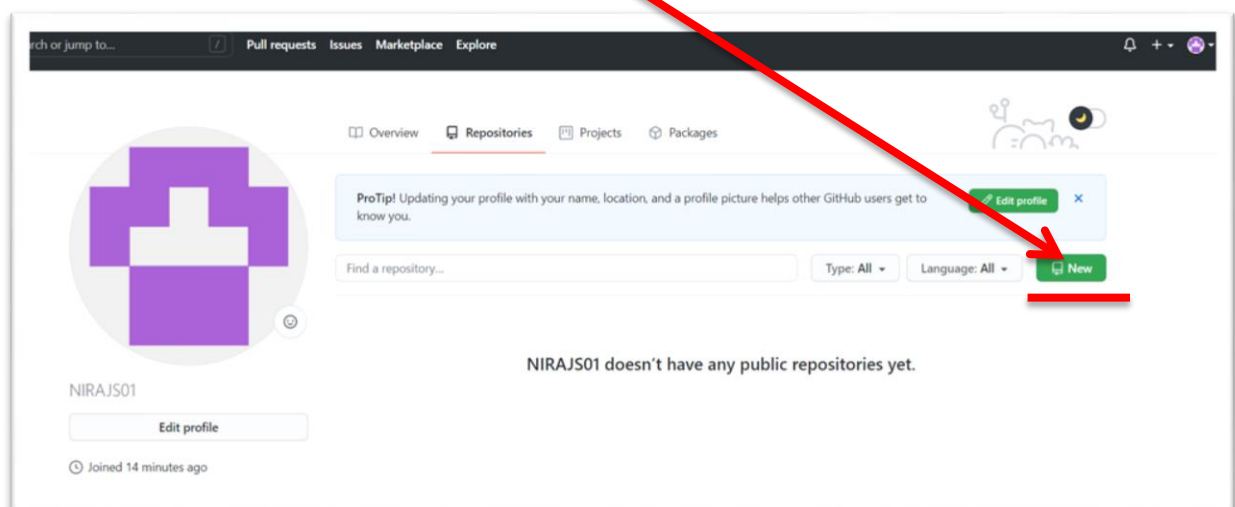 rch or jump to... / Pull requests Issues Marketplace Explore
Overview Repositories Projects Packages
ProTip! Updating your profile with your name, location, and a profile picture helps other GitHub users get to
know you.
Edit profile
Find a repository... Type: All Language: All New
NIRAJS01 doesn't have any public repositories yet.
NIRAJS01
Edit profile
Joined 14 minutes ago